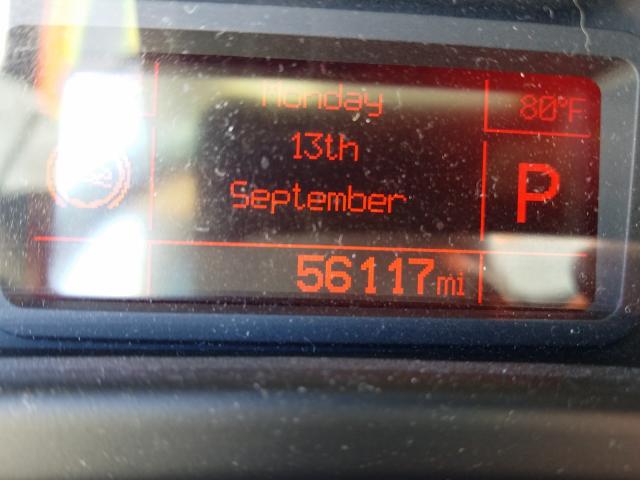 Monday
80°F
13th
September
P
56117mi